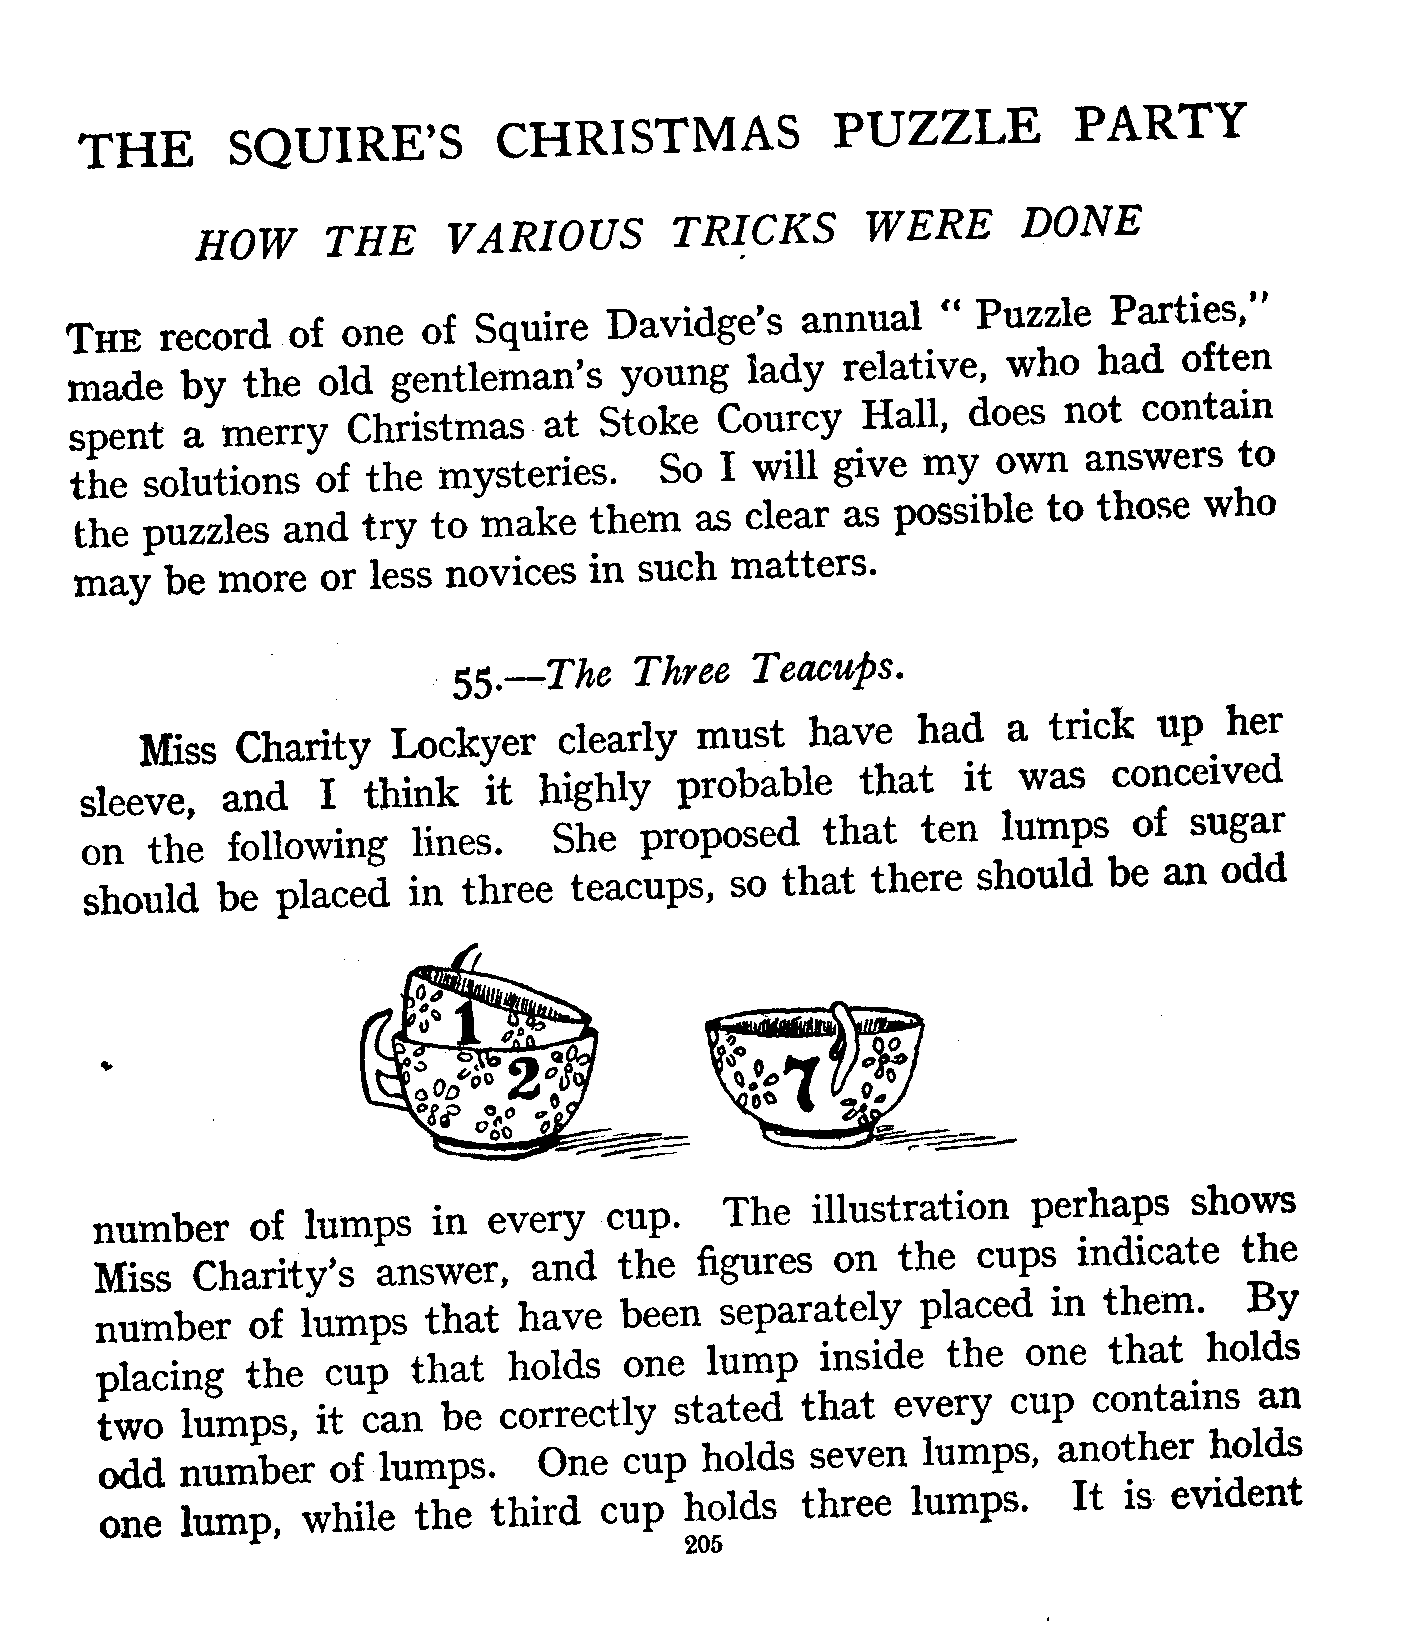 THE SQUIRE'S CHRISTMAS PUZZLE PARTY
HOW THE VARIOUS TRICKS WERE DONE
THE record of one of Squire Davidge's annual “ Puzzle Parties,”
made by the old gentleman's young lady relative, who had often
spent a merry Christmas at Stoke Courcy Hall, does not contain
the solutions of the mysteries. So I will give my own answers to
the puzzles and try to make them as clear as possible to those who
may be more or less novices in such matters.
55.—The Three Teacups.
Miss Charity Lockyer clearly must have had a trick up her
sleeve, and I think it highly probable that it was conceived
on the following lines. She proposed that ten lumps of sugar
should be placed in three teacups, so that there should be an odd
1
2
7
number of lumps in every cup. The illustration perhaps shows
Miss Charity's answer, and the figures on the cups indicate the
number of lumps that have been separately placed in them. By
placing the cup that holds one lump inside the one that holds
two lumps, it can be correctly stated that every cup contains an
odd number of lumps. One cup holds seven lumps, another holds
one lump, while the third cup holds three lumps. It is evident
205